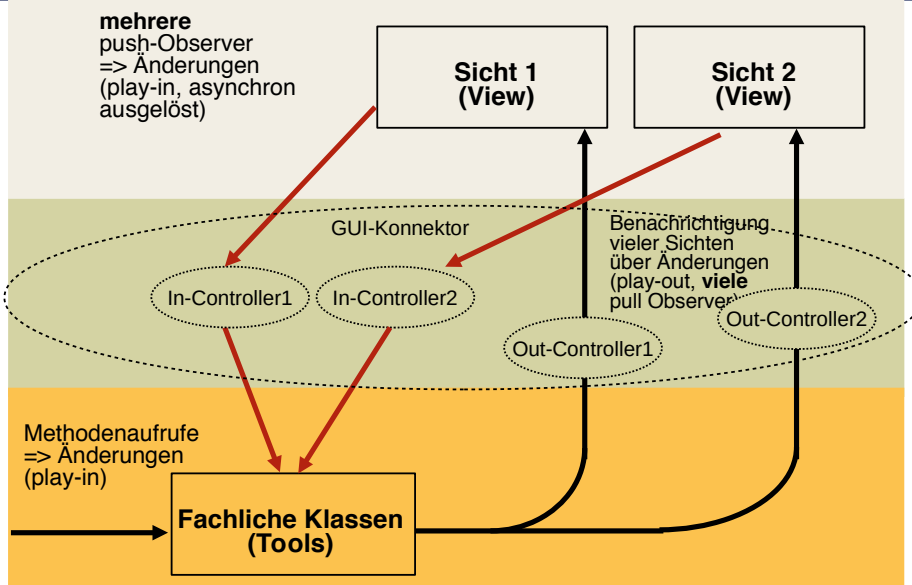 mehrere
push-Observer
=> Änderungen
(play-in, asynchron
ausgelöst)
Sicht 1
(View)
Sicht 2
(View)
GUI-Konnektor
Benachrichtigung
vieler Sichten
über Änderungen
(play-out, viele
pull Observer)
In-Controller1
In-Controller2
Out-Controller1
Out-Controller2
Methodenaufrufe
=> Änderungen
(play-in)
Fachliche Klassen
(Tools)